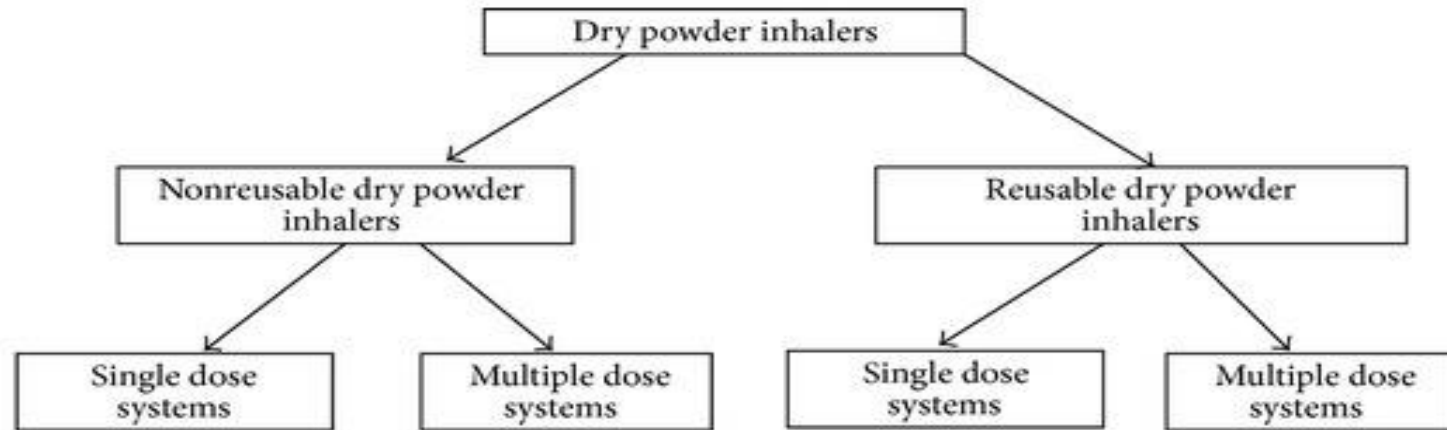 Dry powder inhalers
Nonreusable dry powder
inhalers
Reusable dry powder
inhalers
Single dose
systems
Multiple dose
systems
Single dose
systems
Multiple dose
systems